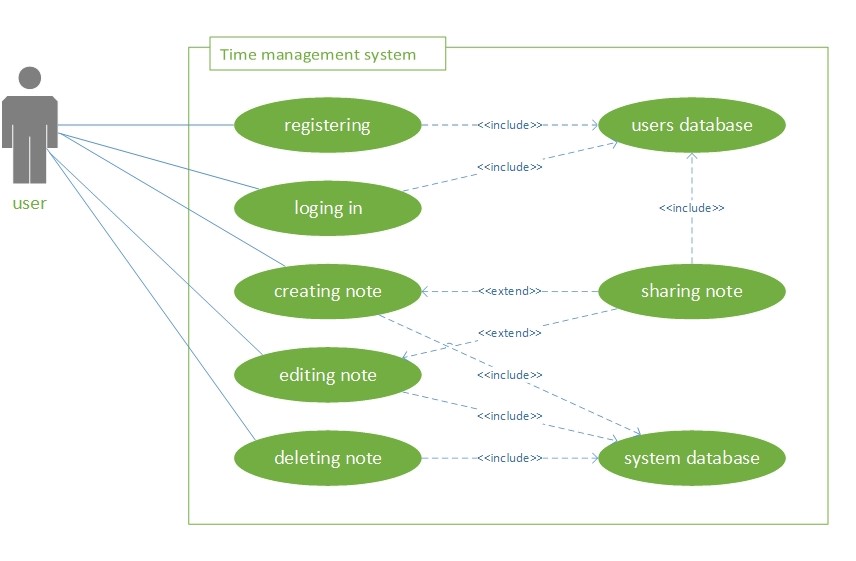 Time management system
registering
<<include>>
users database
<<include>>
user
loging in
<<include>>
creating note
<<extend>>
sharing note
<<extend>>
editing note
<<include>>
<<include>>
deleting note
<<include>>
system database